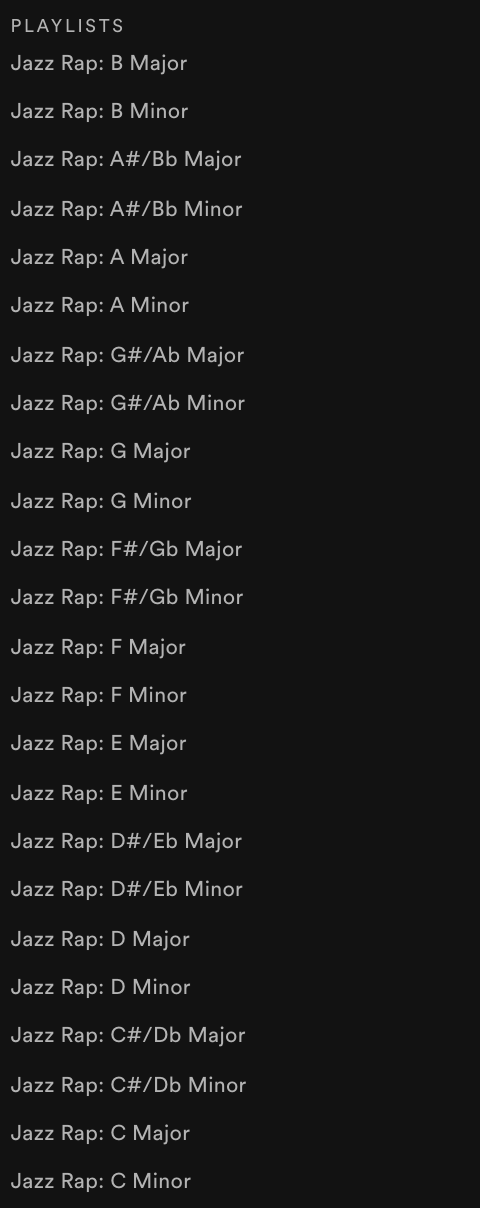 PLAYLISTS
Jazz Rap: B Major
Jazz Rap: B Minor
Jazz Rap: A#/Bb Major
Jazz Rap: A#/Bb Minor
Jazz Rap: A Major
Jazz Rap: A Minor
Jazz Rap: G#/Ab Major
Jazz Rap: G#/Ab Minor
Jazz Rap: G Major
Jazz Rap: G Minor
Jazz Rap: F#/Gb Major
Jazz Rap: F#/Gb Minor
Jazz Rap: F Major
Jazz Rap: F Minor
Jazz Rap: E Major
Jazz Rap: E Minor
Jazz Rap: D#/Eb Major
Jazz Rap: D#/Eb Minor
Jazz Rap: D Major
Jazz Rap: D Minor
Jazz Rap: C#/Db Major
Jazz Rap: C#/Db Minor
Jazz Rap: C Major
Jazz Rap: C Minor